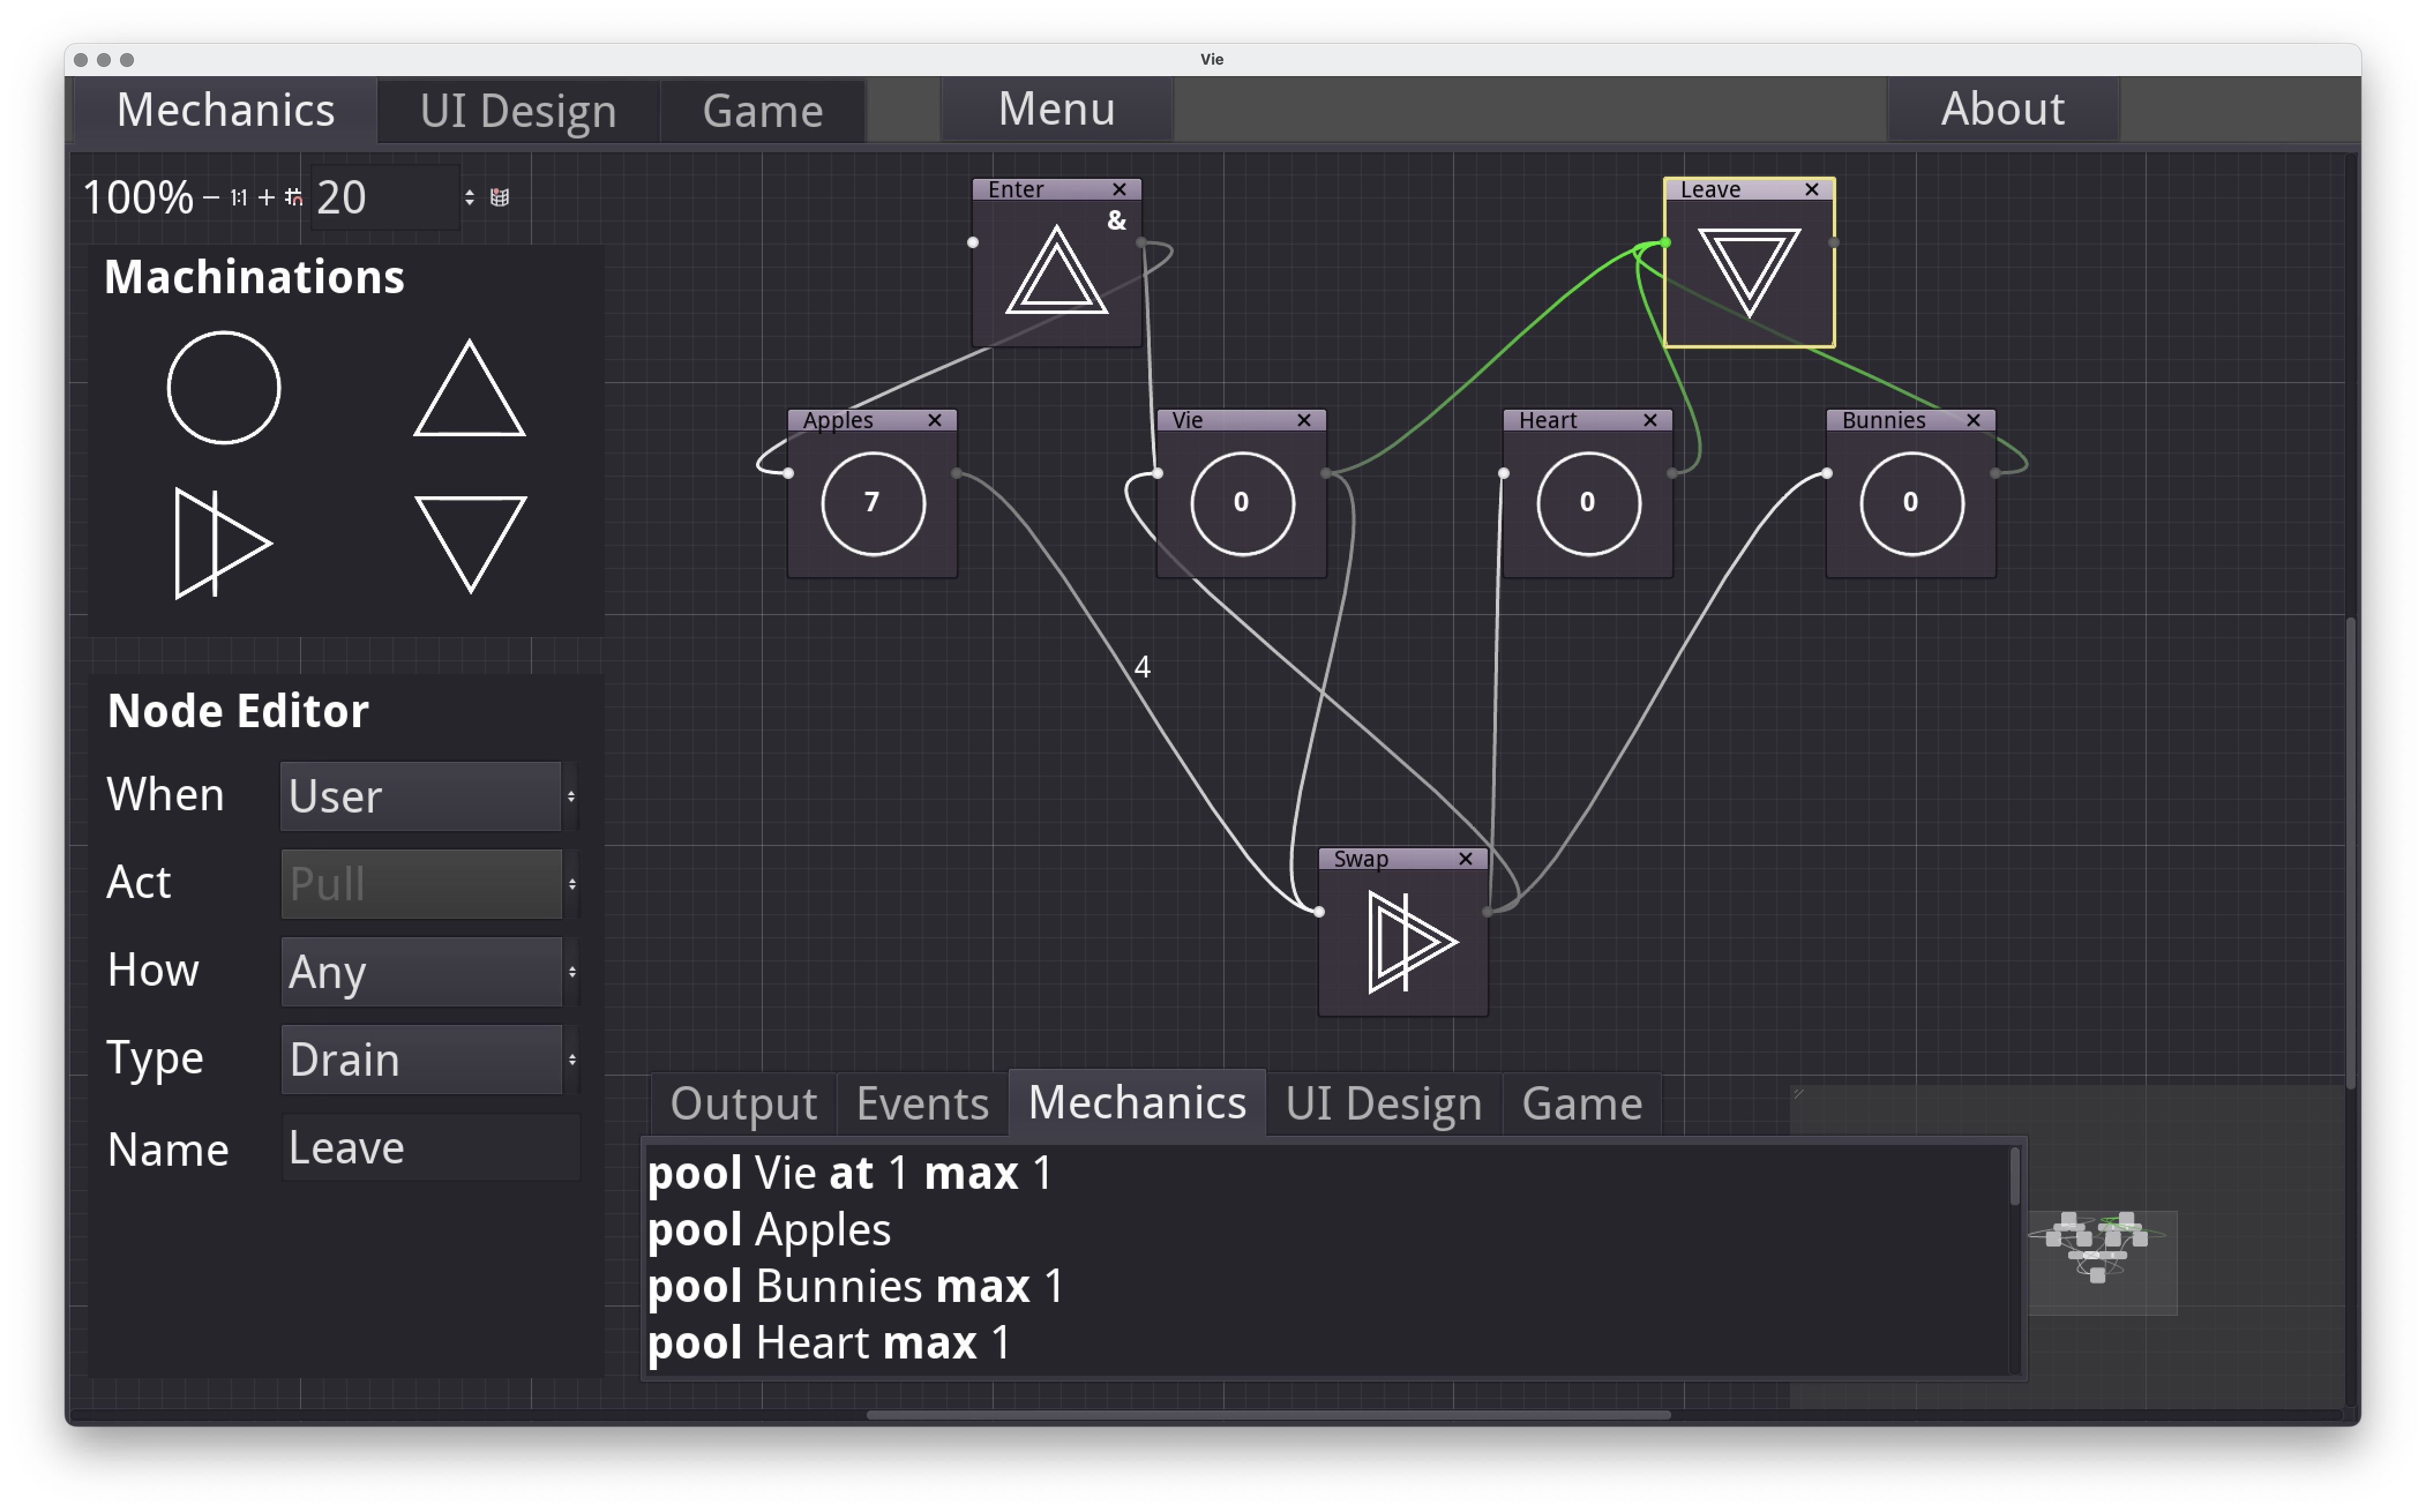 Vie
Mechanics UI Design Game Menu About
100% − 1:1 + 20
Machinations
Enter ×
&
Leave ×
Apples ×
7
Vie ×
0
Heart ×
0
Bunnies ×
0
4
Swap ×
Node Editor
When User
Act Pull
How Any
Type Drain
Name Leave
Output Events Mechanics UI Design Game
pool Vie at 1 max 1
pool Apples
pool Bunnies max 1
pool Heart max 1